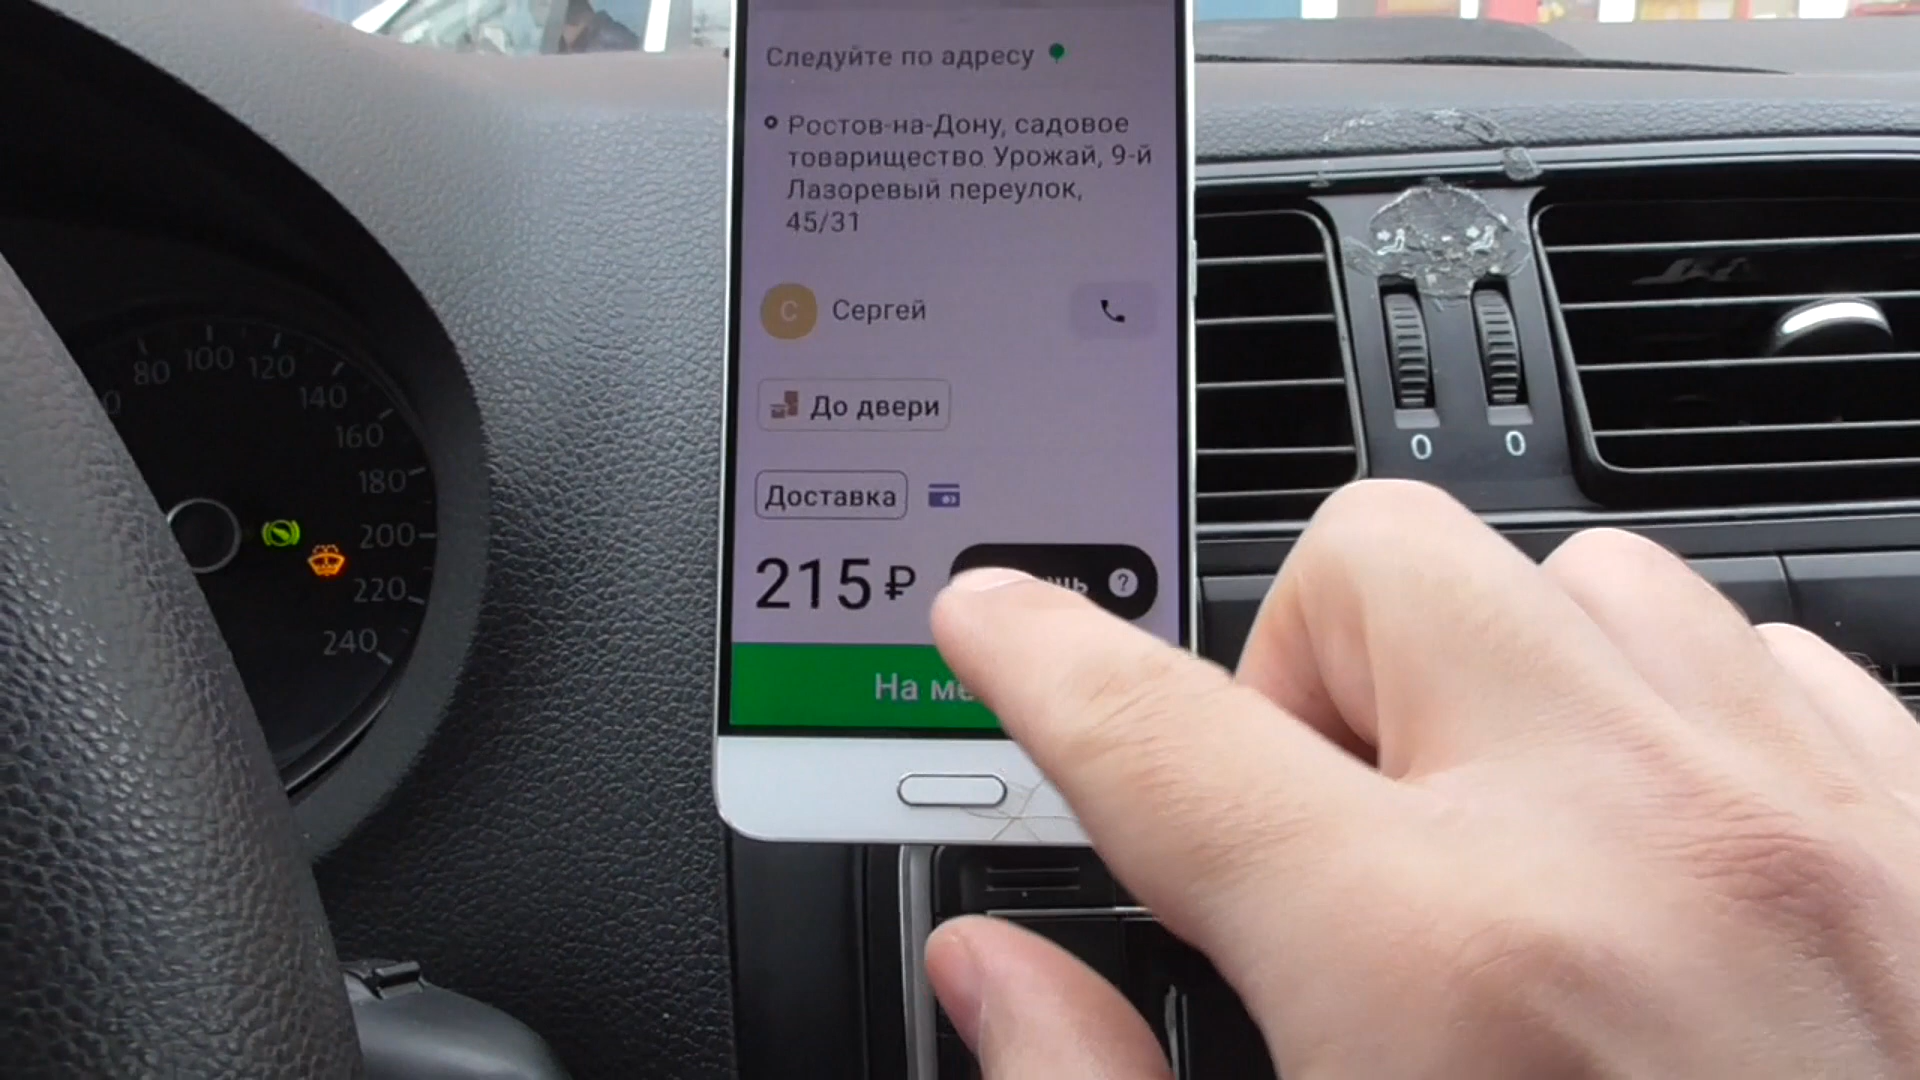 Следуйте по адресу
Ростов-на-Дону, садовое
товарищество Урожай, 9-й
Лазоревый переулок,
45/31
С
Сергей
До двери
Доставка
215 ₽
?
На
80
100
120
140
160
180
200
220
240
0
0